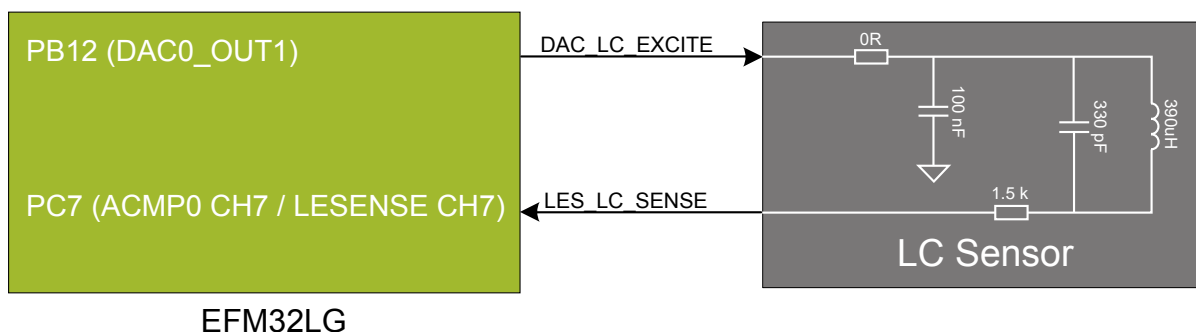 PB12 (DAC0_OUT1)
DAC_LC_EXCITE
0R
100 nF
330 pF
390uH
PC7 (ACMP0 CH7 / LESENSE CH7)
LES_LC_SENSE
1.5 k
LC Sensor
EFM32LG